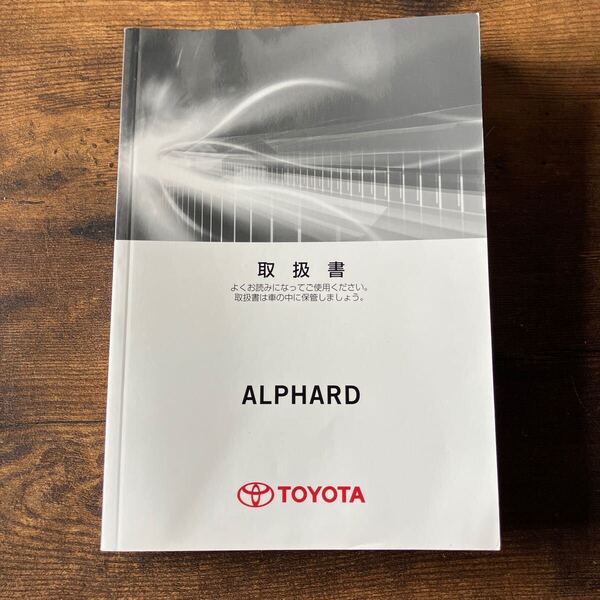 取扱書
よくお読みになってご使用ください。
取扱書は車の中に保管しましょう。
ALPHARD
TOYOTA